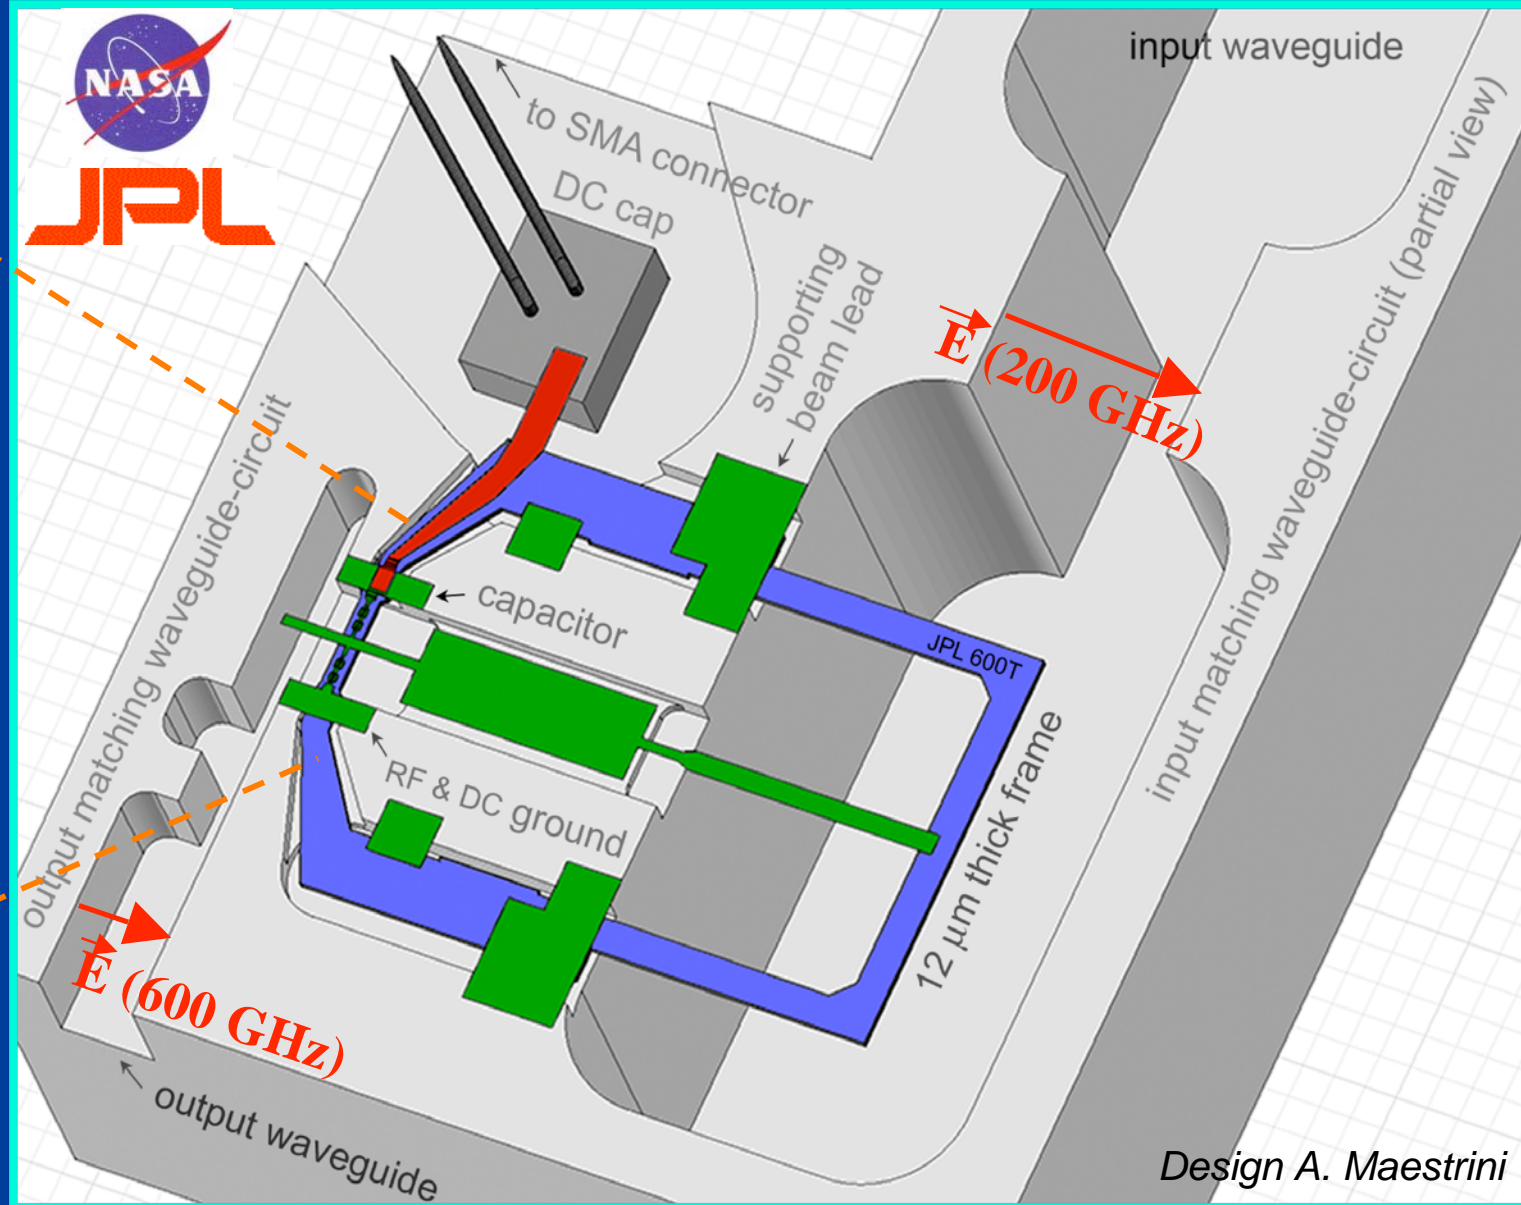 NASA
JPL
input waveguide
to SMA connector
DC cap
supporting
beam lead
E (200 GHz)
input matching waveguide-circuit (partial view)
output matching waveguide-circuit
capacitor
JPL 600T
RF & DC ground
12 µm thick frame
E (600 GHz)
output waveguide
Design A. Maestrini